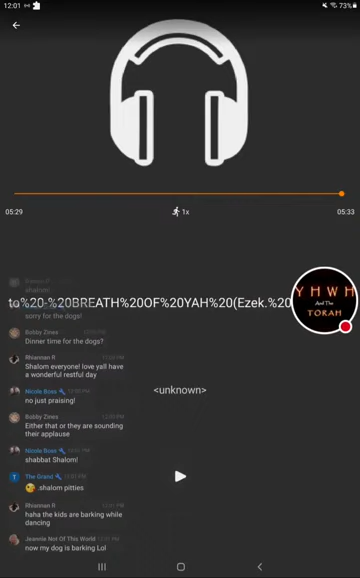 12:01
73%
05:29
1x
05:33
shalom!
to%20-%20BREATH%20OF%20YAH%20(Ezek.%20
YHWH
And The
TORAH
sorry for the dogs!
Bobby Zines
Dinner time for the dogs?
Rhiannan R
Shalom everyone! love yall have
a wonderful restful day
<unknown>
Nicole Boss
no just praising!
Bobby Zines
Either that or they are sounding
their applause
Nicole Boss
shabbat Shalom!
T The Grand
.shalom pitties
Rhiannan R
haha the kids are barking while
dancing
Jeannie Not Of This World
now my dog is barking Lol